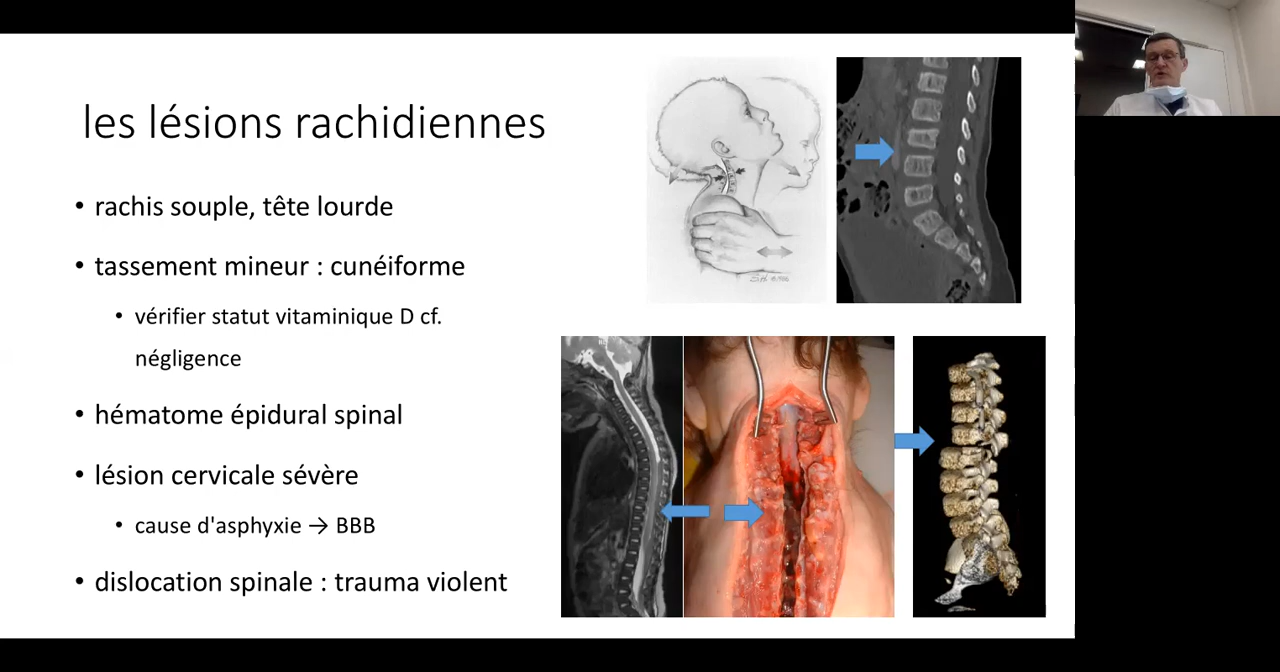 les lésions rachidiennes
• rachis souple, tête lourde
• tassement mineur : cunéiforme
• vérifier statut vitaminique D cf.
négligence
• hématome épidural spinal
• lésion cervicale sévère
• cause d'asphyxie → BBB
• dislocation spinale : trauma violent